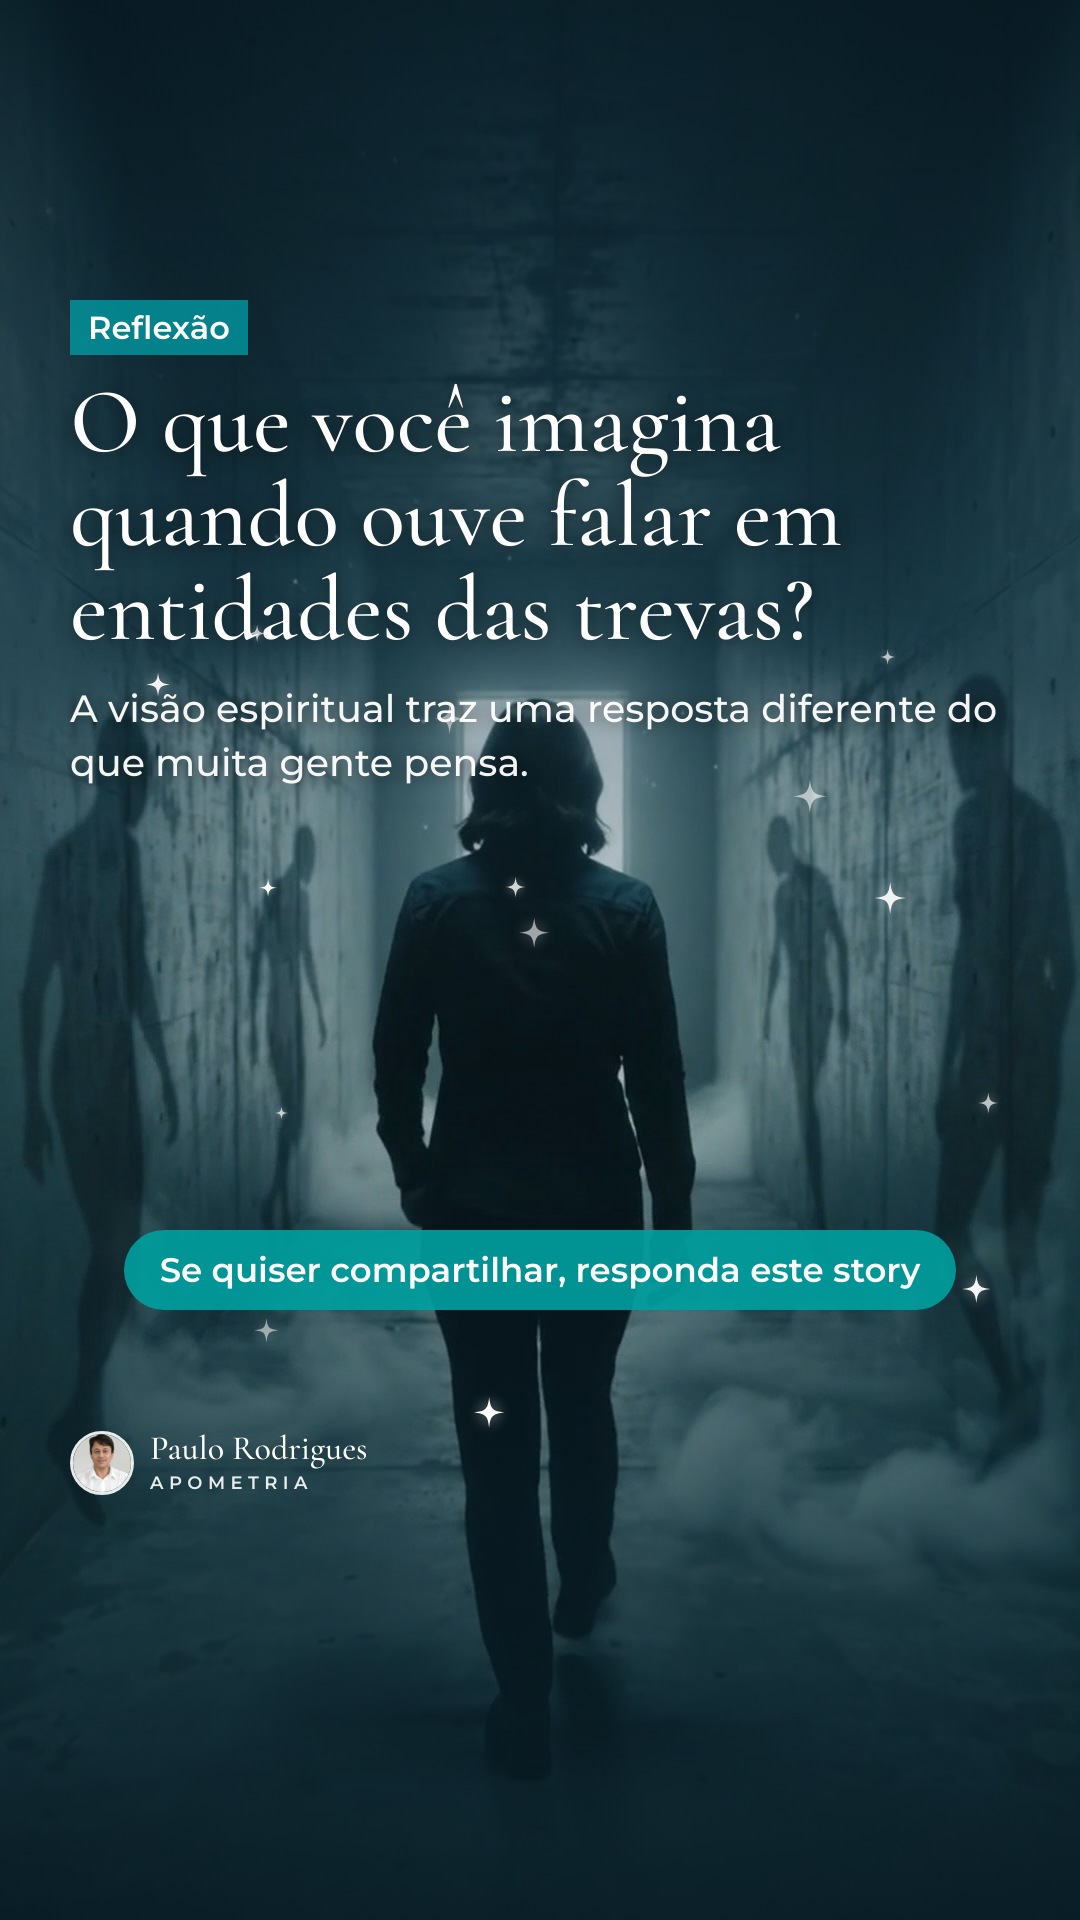 Reflexão
O que você imagina
quando ouve falar em
entidades das trevas?
A visão espiritual traz uma resposta diferente do
que muita gente pensa.
Se quiser compartilhar, responda este story
Paulo Rodrigues
APOMETRIA